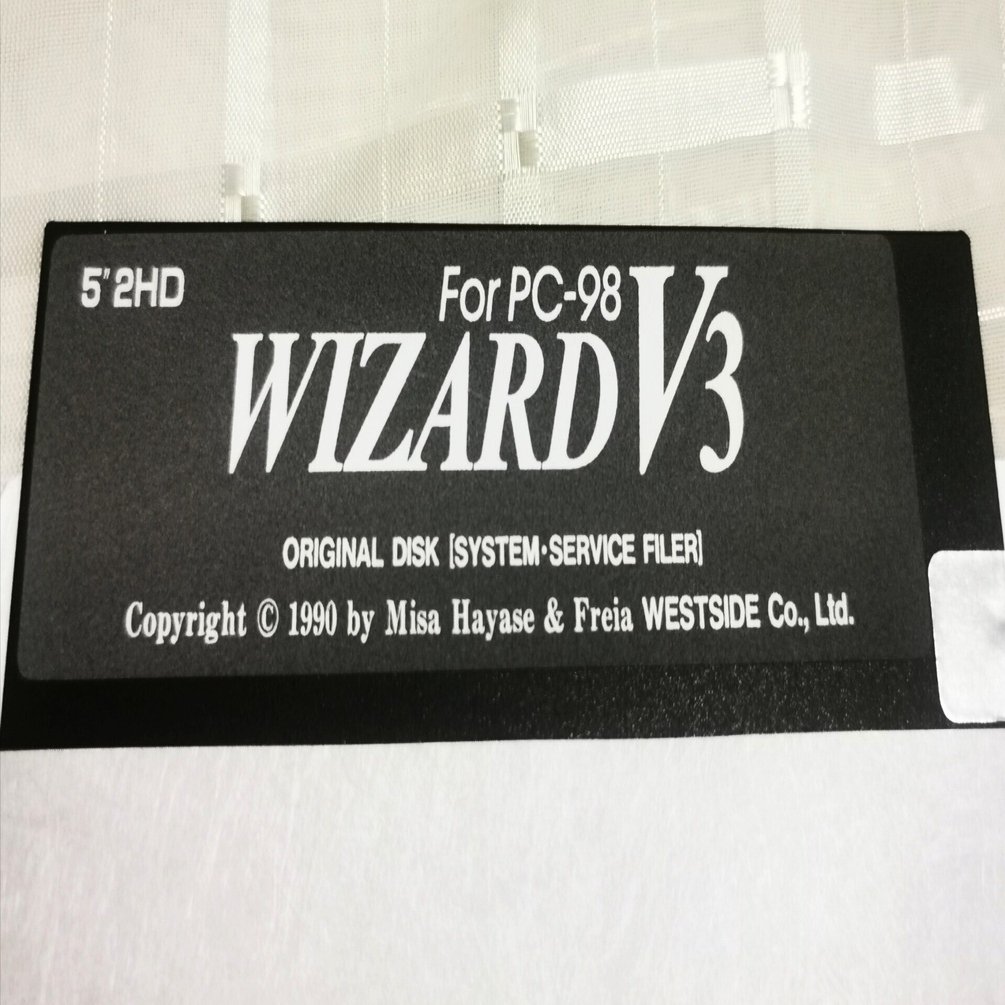 5"2HD
For PC-98
WIZARD V3
ORIGINAL DISK [SYSTEM･SERVICE FILER]
Copyright © 1990 by Misa Hayase & Freia WESTSIDE Co., Ltd.